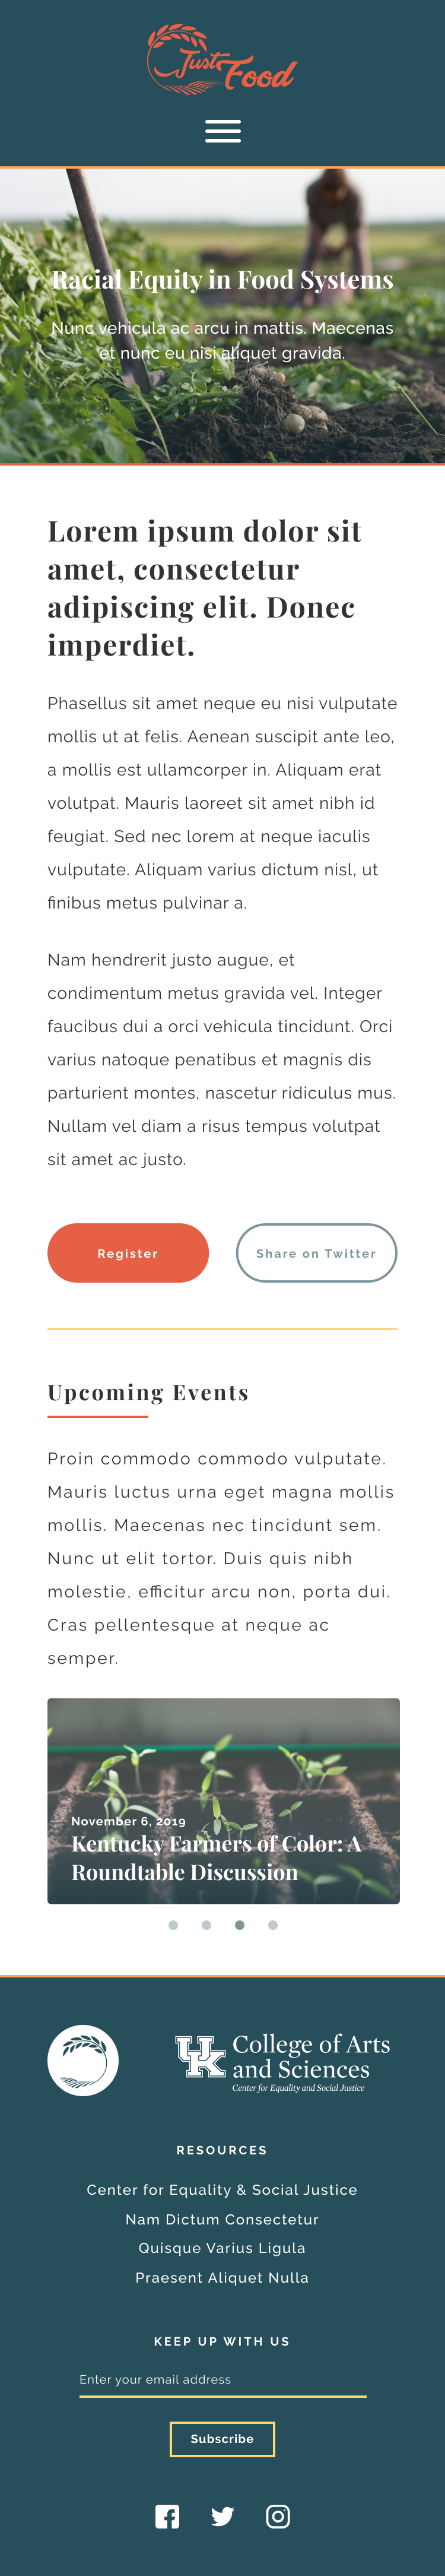 Just
Food
Racial Equity in Food Systems
Nunc vehicula ac arcu in mattis. Maecenas
et nunc eu nisi aliquet gravida.
Lorem ipsum dolor sit
amet, consectetur
adipiscing elit. Donec
imperdiet.
Phasellus sit amet neque eu nisi vulputate
mollis ut at felis. Aenean suscipit ante leo,
a mollis est ullamcorper in. Aliquam erat
volutpat. Mauris laoreet sit amet nibh id
feugiat. Sed nec lorem at neque iaculis
vulputate. Aliquam varius dictum nisl, ut
finibus metus pulvinar a.
Nam hendrerit justo augue, et
condimentum metus gravida vel. Integer
faucibus dui a orci vehicula tincidunt. Orci
varius natoque penatibus et magnis dis
parturient montes, nascetur ridiculus mus.
Nullam vel diam a risus tempus volutpat
sit amet ac justo.
Register
Share on Twitter
Upcoming Events
Proin commodo commodo vulputate.
Mauris luctus urna eget magna mollis
mollis. Maecenas nec tincidunt sem.
Nunc ut elit tortor. Duis quis nibh
molestie, efficitur arcu non, porta dui.
Cras pellentesque at neque ac
semper.
November 6, 2019
Kentucky Farmers of Color: A
Roundtable Discussion
UK
College of Arts
and Sciences
Center for Equality and Social Justice
RESOURCES
Center for Equality & Social Justice
Nam Dictum Consectetur
Quisque Varius Ligula
Praesent Aliquet Nulla
KEEP UP WITH US
Enter your email address
Subscribe